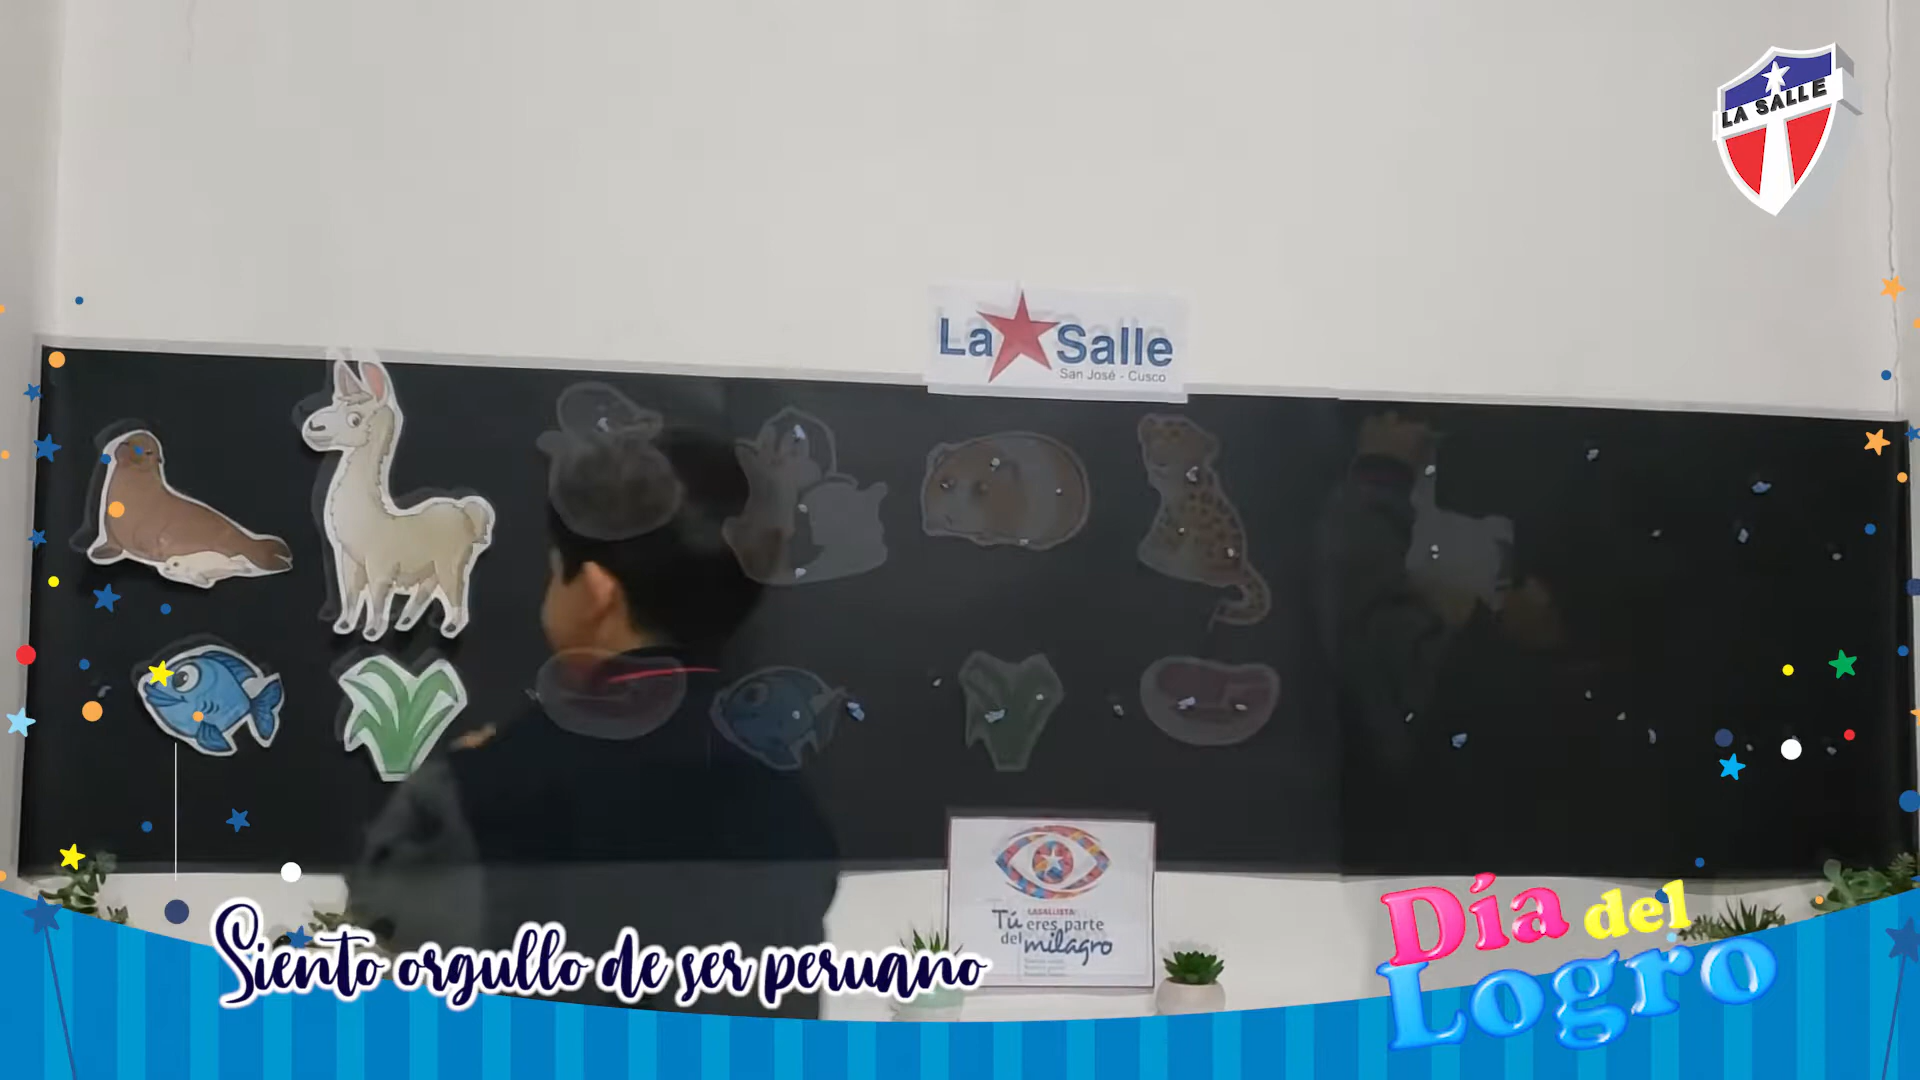 LA SALLE
La Salle
San José - Cusco
LASALLISTA:
Tú eres parte
del milagro
Siento orgullo de ser peruano
Día del
Logro